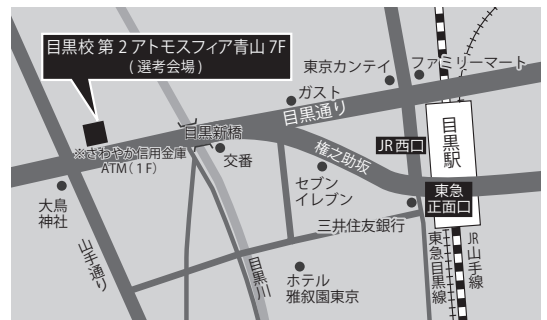 目黒校 第2アトモスフィア青山 7F
(選考会場)
東京カンテイ
ファミリーマート
ガスト
目黒通り
目黒新橋
※さわやか信用金庫
ATM(1F)
交番
権之助坂
JR西口
目黒駅
セブン
イレブン
東急
正面口
大鳥
神社
三井住友銀行
山手通り
目黒川
ホテル
雅叙園東京
東急目黒線
JR山手線